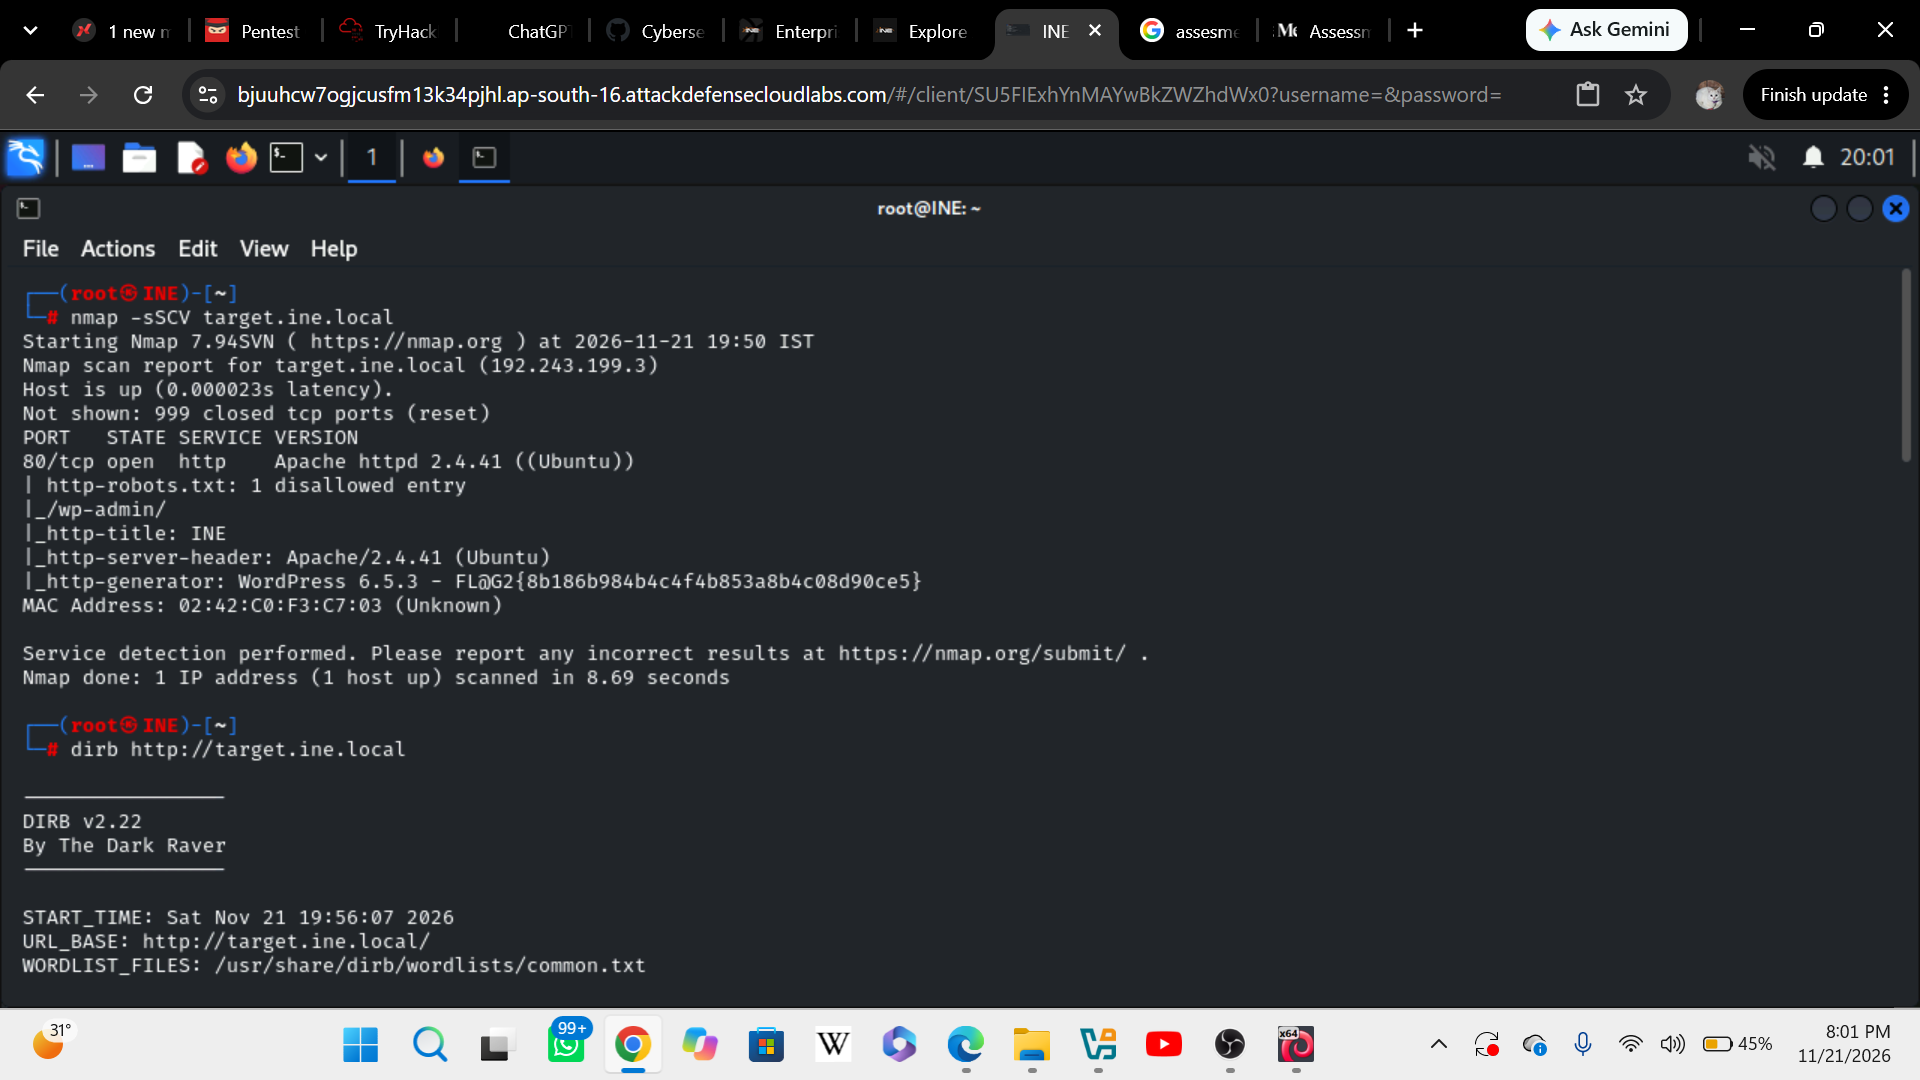 1 new m
Pentest
TryHack
ChatGP
Cyberse
Enterpri
Explore
INE
assesme
Assessm
Ask Gemini
bjuuhcw7ogjcusfm13k34pjhl.ap-south-16.attackdefensecloudlabs.com/#/client/SU5FIExhYnMAYwBkZWZhdWx0?username=&password=
Finish update
1
20:01
root@INE: ~
File Actions Edit View Help
┌──(root㉿INE)-[~]
└─# nmap -sSCV target.ine.local
Starting Nmap 7.94SVN ( https://nmap.org ) at 2026-11-21 19:50 IST
Nmap scan report for target.ine.local (192.243.199.3)
Host is up (0.000023s latency).
Not shown: 999 closed tcp ports (reset)
PORT   STATE SERVICE VERSION
80/tcp open  http    Apache httpd 2.4.41 ((Ubuntu))
| http-robots.txt: 1 disallowed entry
|_/wp-admin/
|_http-title: INE
|_http-server-header: Apache/2.4.41 (Ubuntu)
|_http-generator: WordPress 6.5.3 - FL@G2{8b186b984b4c4f4b853a8b4c08d90ce5}
MAC Address: 02:42:C0:F3:C7:03 (Unknown)
Service detection performed. Please report any incorrect results at https://nmap.org/submit/ .
Nmap done: 1 IP address (1 host up) scanned in 8.69 seconds
┌──(root㉿INE)-[~]
└─# dirb http://target.ine.local
DIRB v2.22
By The Dark Raver
START_TIME: Sat Nov 21 19:56:07 2026
URL_BASE: http://target.ine.local/
WORDLIST_FILES: /usr/share/dirb/wordlists/common.txt
31°
99+
W
x64
45%
8:01 PM
11/21/2026